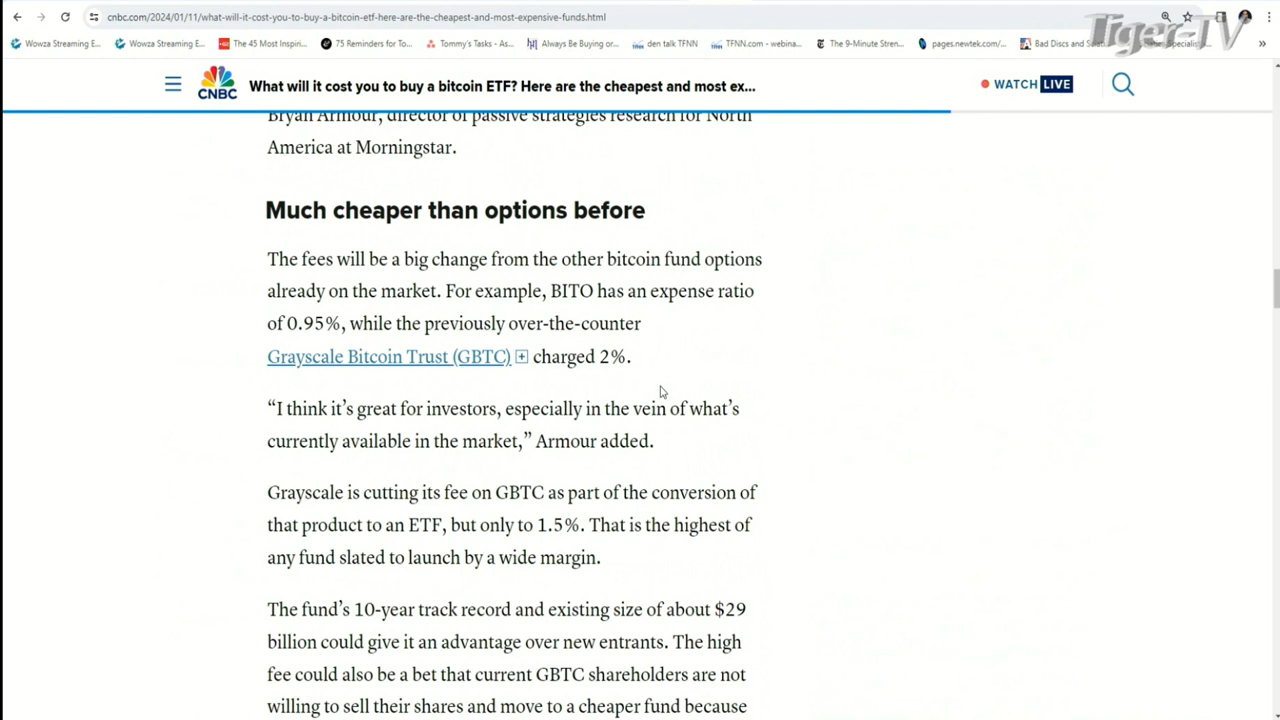 cnbc.com/2024/01/11/what-will-it-cost-you-to-buy-a-bitcoin-etf-here-are-the-cheapest-and-most-expensive-funds.html
Tiger-TV
Wowza Streaming E... Wowza Streaming E... The 45 Most Inspiri... 75 Reminders for To... Tommy's Tasks - As... Always Be Buying or... den talk TFNN TFNN.com - webina... The 9-Minute Stren... pages.newtek.com/... Bad Discs and
CNBC What will it cost you to buy a bitcoin ETF? Here are the cheapest and most ex... WATCH LIVE
Bryan Armour, director of passive strategies research for North
America at Morningstar.
Much cheaper than options before
The fees will be a big change from the other bitcoin fund options
already on the market. For example, BITO has an expense ratio
of 0.95%, while the previously over-the-counter
Grayscale Bitcoin Trust (GBTC) charged 2%.
“I think it’s great for investors, especially in the vein of what’s
currently available in the market,” Armour added.
Grayscale is cutting its fee on GBTC as part of the conversion of
that product to an ETF, but only to 1.5%. That is the highest of
any fund slated to launch by a wide margin.
The fund’s 10-year track record and existing size of about $29
billion could give it an advantage over new entrants. The high
fee could also be a bet that current GBTC shareholders are not
willing to sell their shares and move to a cheaper fund because